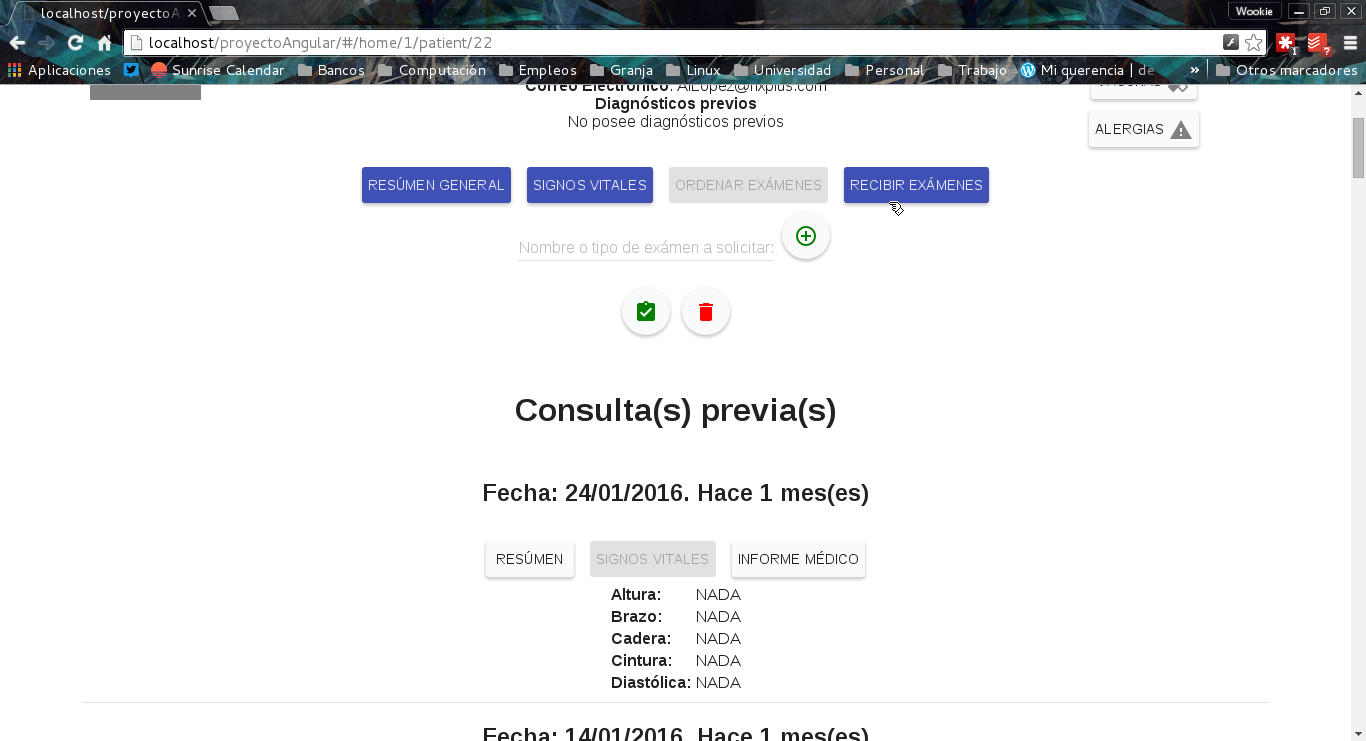 localhost/proyectoA
Wookie
localhost/proyectoAngular/#/home/1/patient/22
1
?
Aplicaciones
Sunrise Calendar
Bancos
Computación
Empleos
Granja
Linux
Universidad
Personal
Trabajo
Mi querencia | de
»
Otros marcadores
Correo Electrónico: AlLopez@nxplus.com
Diagnósticos previos
No posee diagnósticos previos
ALERGIAS
RESÚMEN GENERAL
SIGNOS VITALES
ORDENAR EXÁMENES
RECIBIR EXÁMENES
Nombre o tipo de exámen a solicitar:
Consulta(s) previa(s)
Fecha: 24/01/2016. Hace 1 mes(es)
RESÚMEN
SIGNOS VITALES
INFORME MÉDICO
Altura: NADA
Brazo: NADA
Cadera: NADA
Cintura: NADA
Diastólica: NADA
Fecha: 14/01/2016. Hace 1 mes(es)